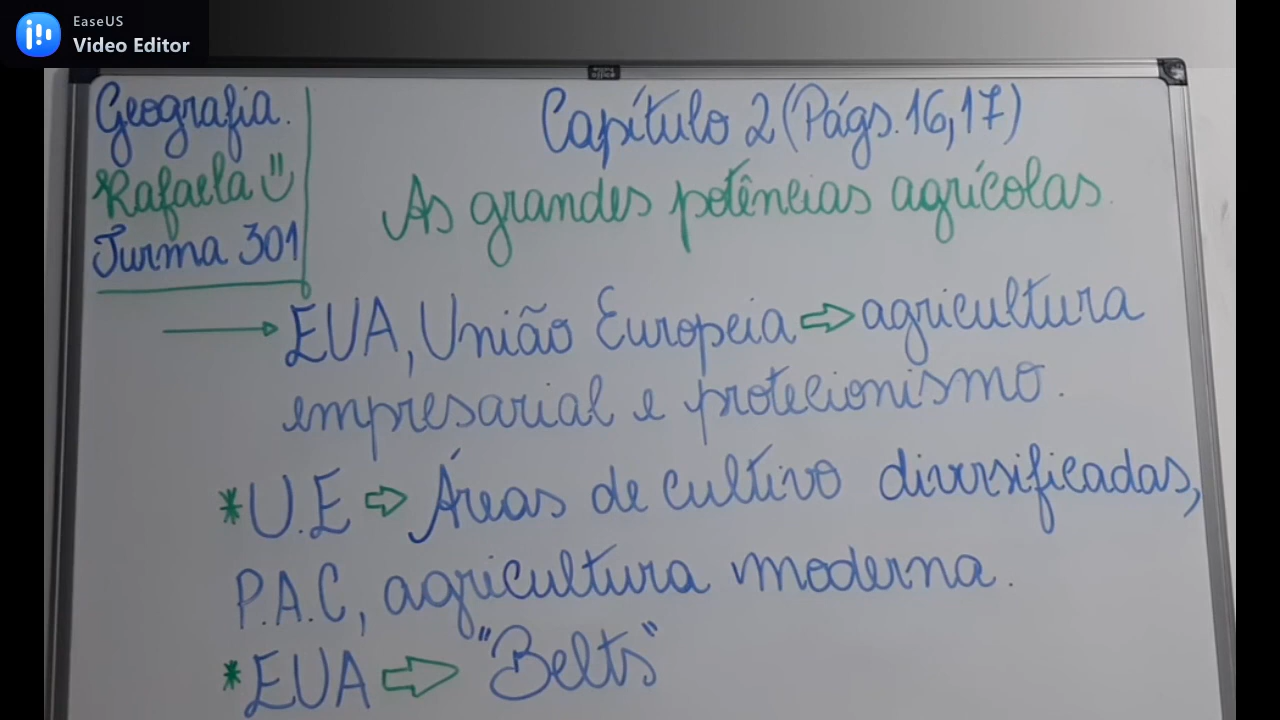 EaseUS
Video Editor
Geografia.
Rafaela
Turma 301
Capítulo 2 (Págs. 16,17)
As grandes potências agrícolas.
EUA, União Europeia ⇨ agricultura
empresarial e protecionismo.
*U.E ⇨ Áreas de cultivo diversificadas,
P.A.C, agricultura moderna.
*EUA ⇨ "Belts"